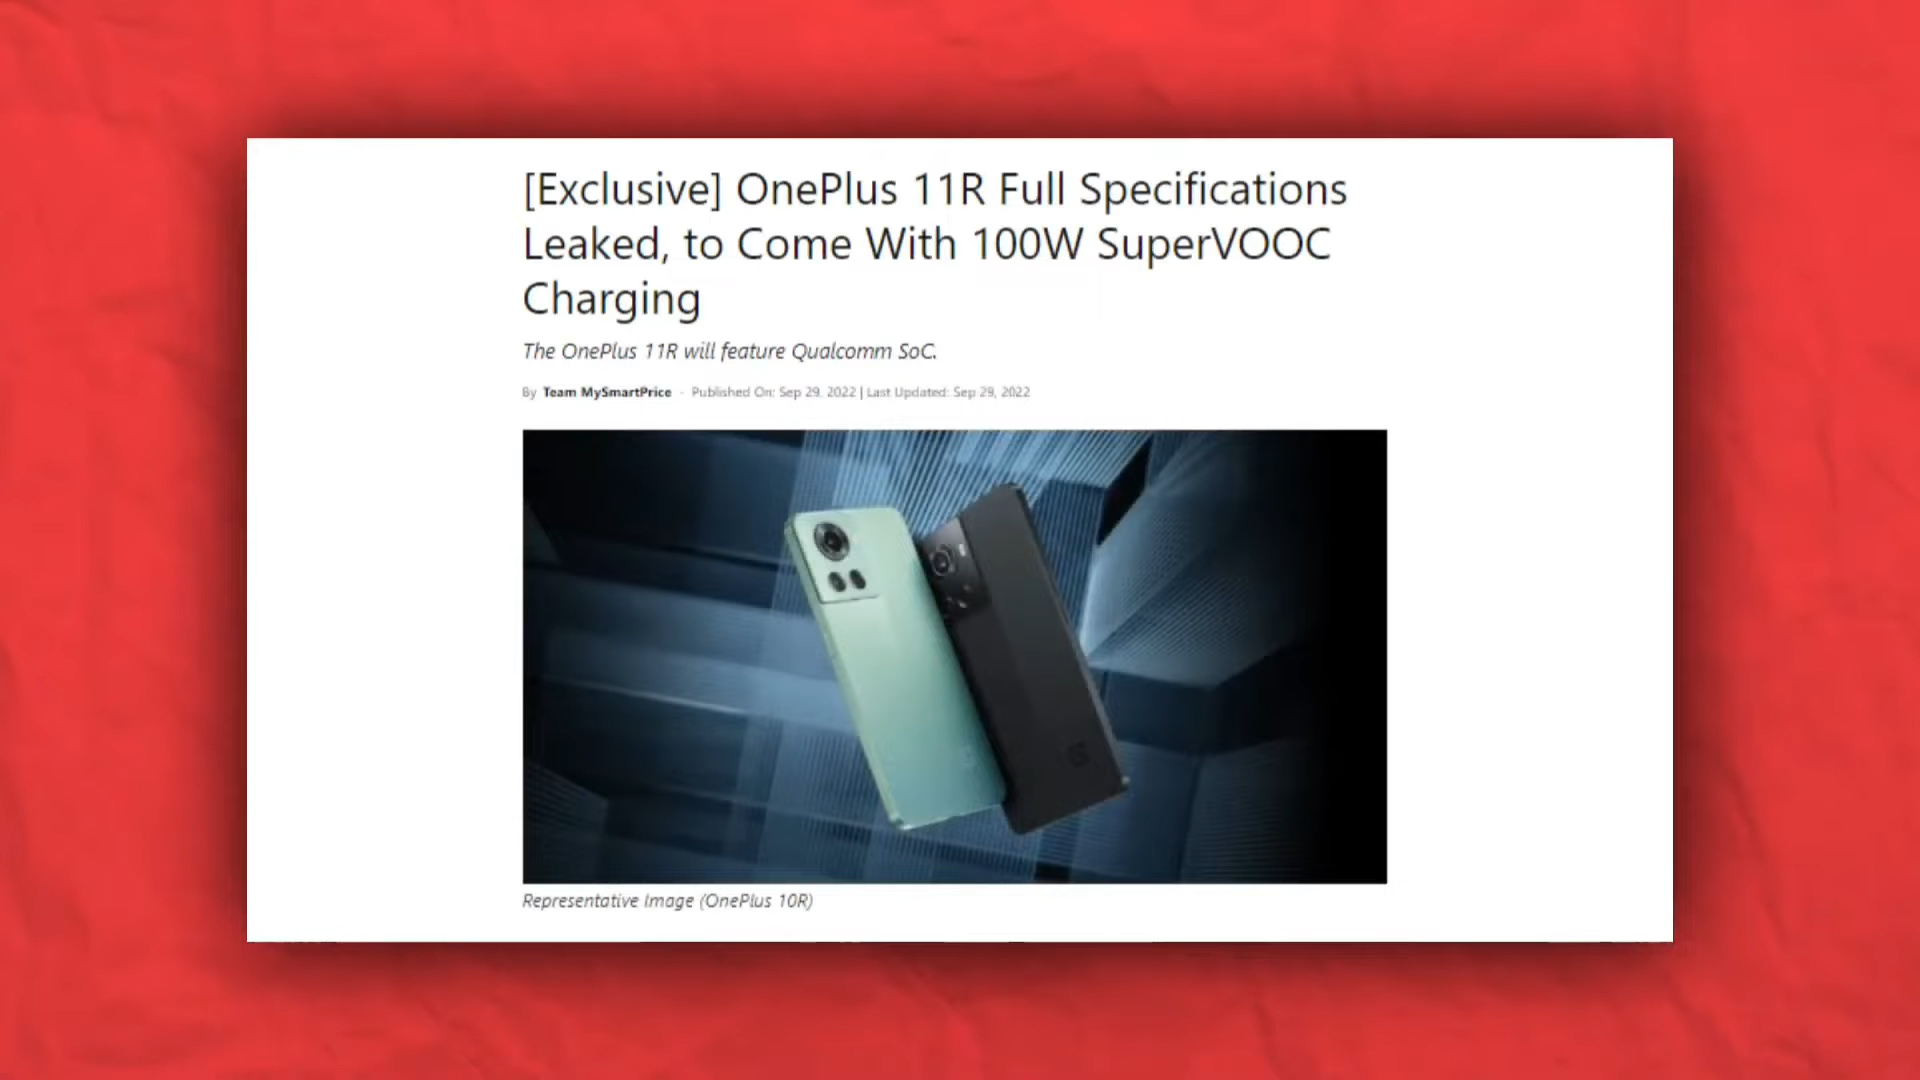 [Exclusive] OnePlus 11R Full Specifications
Leaked, to Come With 100W SuperVOOC
Charging
The OnePlus 11R will feature Qualcomm SoC.
By Team MySmartPrice - Published On: Sep 29, 2022 | Last Updated: Sep 29, 2022
Representative Image (OnePlus 10R)